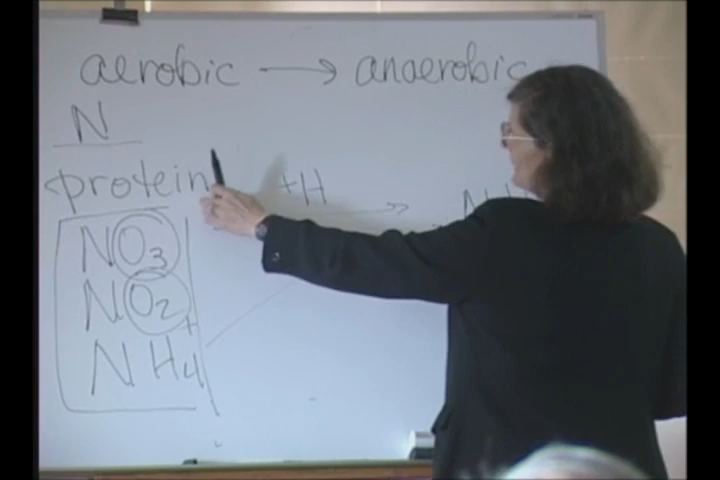 aerobic → anaerobic
N
protein +H →
NO3
NO2
NH4+